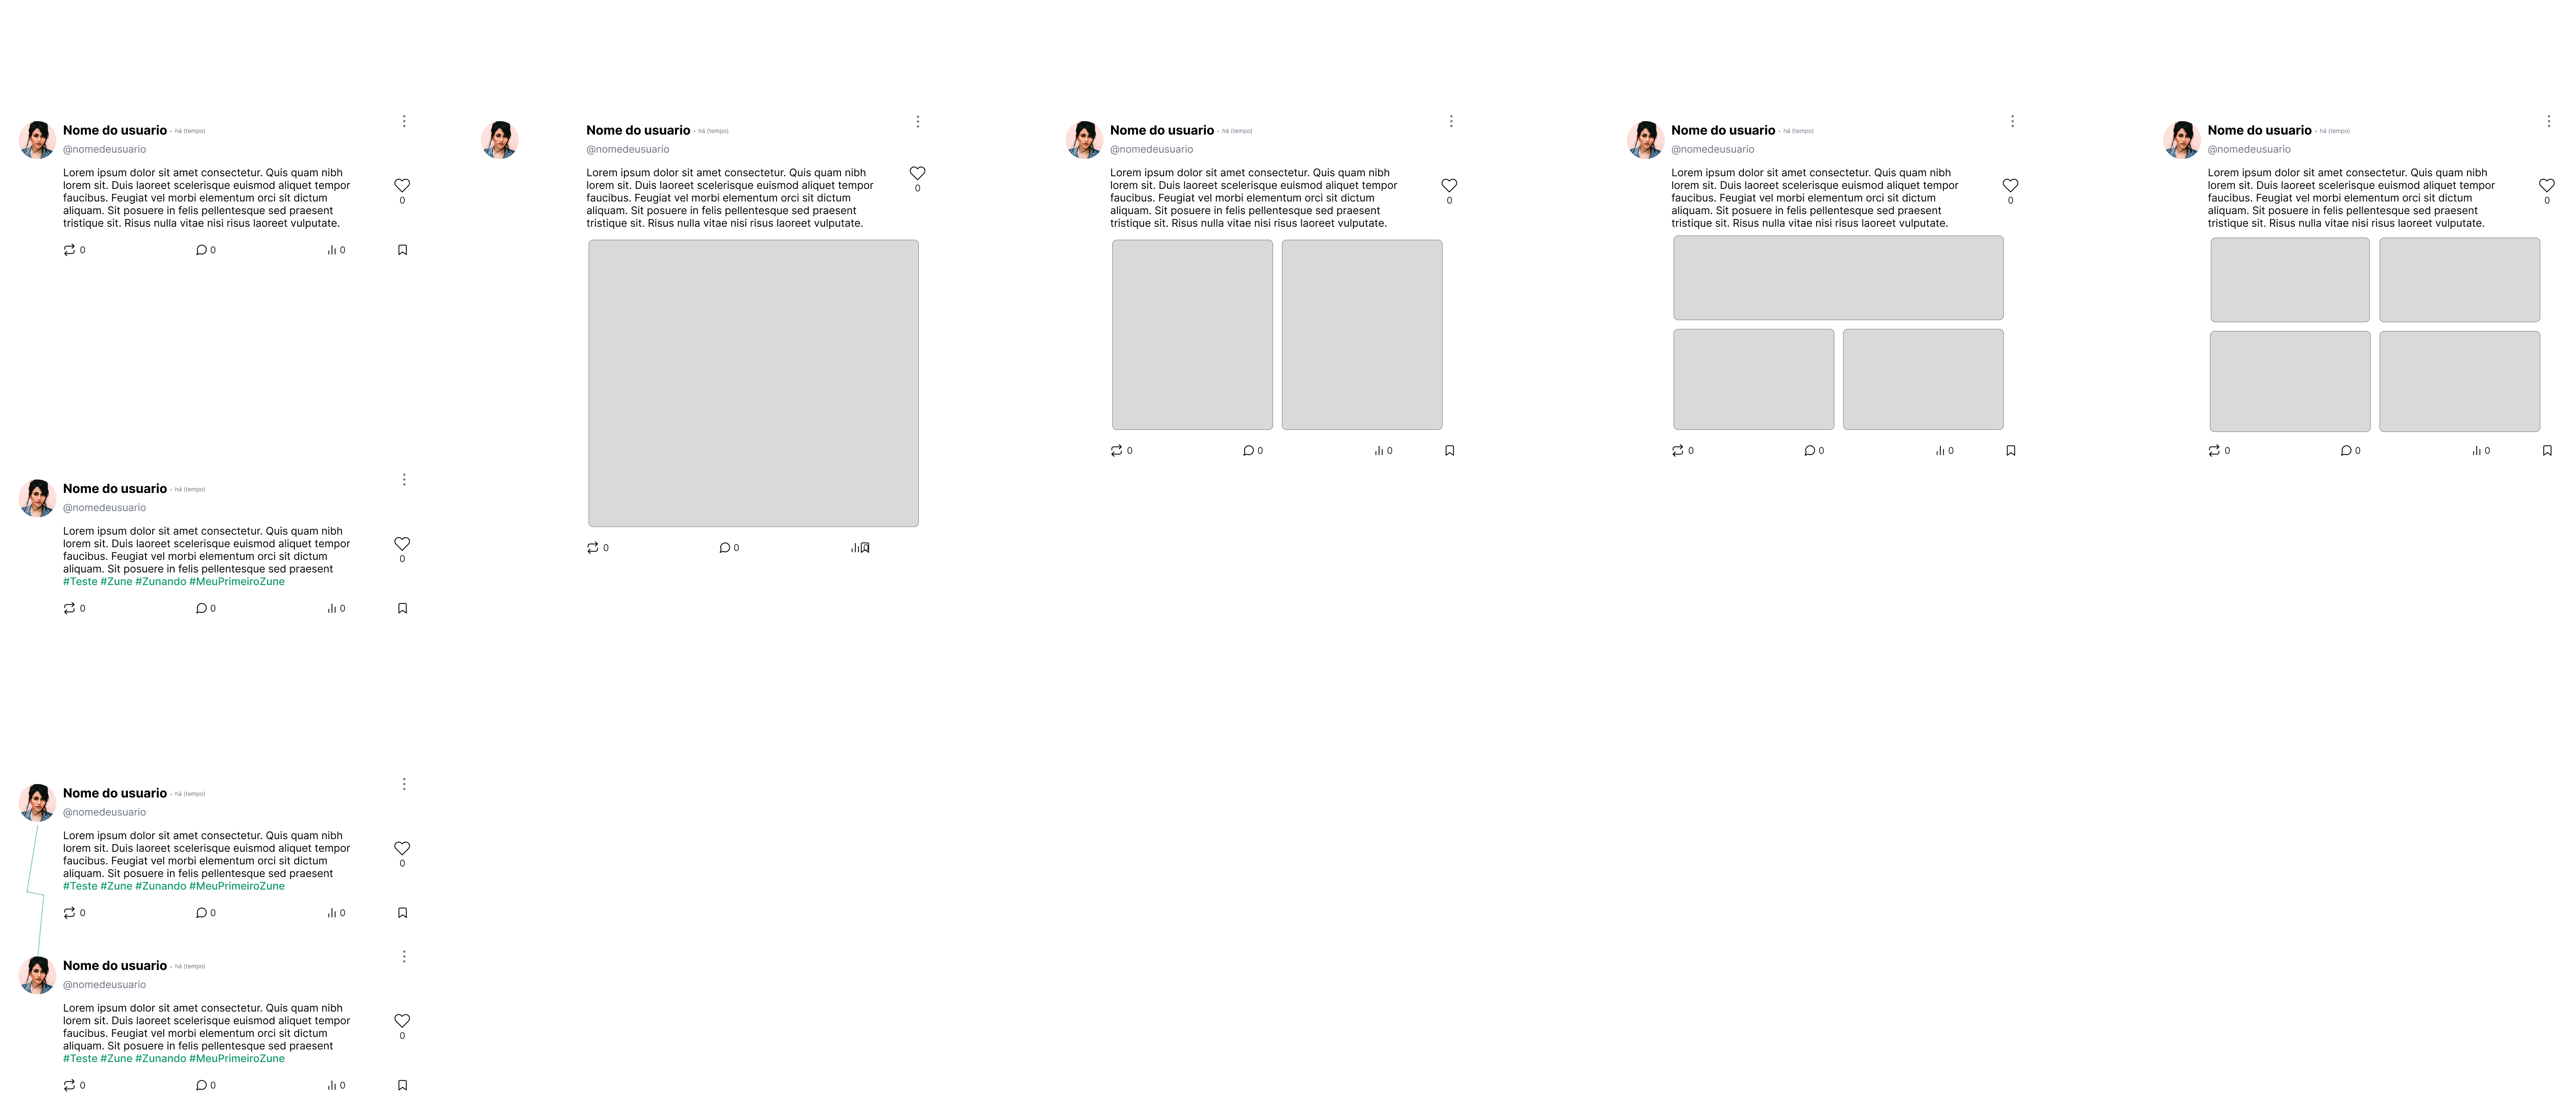 Nome do usuario • há (tempo)
@nomedeusuario
Lorem ipsum dolor sit amet consectetur. Quis quam nibh
lorem sit. Duis laoreet scelerisque euismod aliquet tempor
faucibus. Feugiat vel morbi elementum orci sit dictum
aliquam. Sit posuere in felis pellentesque sed praesent
tristique sit. Risus nulla vitae nisi risus laoreet vulputate.
0
0 0 0
Nome do usuario • há (tempo)
@nomedeusuario
Lorem ipsum dolor sit amet consectetur. Quis quam nibh
lorem sit. Duis laoreet scelerisque euismod aliquet tempor
faucibus. Feugiat vel morbi elementum orci sit dictum
aliquam. Sit posuere in felis pellentesque sed praesent
tristique sit. Risus nulla vitae nisi risus laoreet vulputate.
0
0 0
Nome do usuario • há (tempo)
@nomedeusuario
Lorem ipsum dolor sit amet consectetur. Quis quam nibh
lorem sit. Duis laoreet scelerisque euismod aliquet tempor
faucibus. Feugiat vel morbi elementum orci sit dictum
aliquam. Sit posuere in felis pellentesque sed praesent
tristique sit. Risus nulla vitae nisi risus laoreet vulputate.
0
0 0 0
Nome do usuario • há (tempo)
@nomedeusuario
Lorem ipsum dolor sit amet consectetur. Quis quam nibh
lorem sit. Duis laoreet scelerisque euismod aliquet tempor
faucibus. Feugiat vel morbi elementum orci sit dictum
aliquam. Sit posuere in felis pellentesque sed praesent
tristique sit. Risus nulla vitae nisi risus laoreet vulputate.
0
0 0 0
Nome do usuario • há (tempo)
@nomedeusuario
Lorem ipsum dolor sit amet consectetur. Quis quam nibh
lorem sit. Duis laoreet scelerisque euismod aliquet tempor
faucibus. Feugiat vel morbi elementum orci sit dictum
aliquam. Sit posuere in felis pellentesque sed praesent
tristique sit. Risus nulla vitae nisi risus laoreet vulputate.
0
0 0 0
Nome do usuario • há (tempo)
@nomedeusuario
Lorem ipsum dolor sit amet consectetur. Quis quam nibh
lorem sit. Duis laoreet scelerisque euismod aliquet tempor
faucibus. Feugiat vel morbi elementum orci sit dictum
aliquam. Sit posuere in felis pellentesque sed praesent
#Teste #Zune #Zunando #MeuPrimeiroZune
0
0 0 0
Nome do usuario • há (tempo)
@nomedeusuario
Lorem ipsum dolor sit amet consectetur. Quis quam nibh
lorem sit. Duis laoreet scelerisque euismod aliquet tempor
faucibus. Feugiat vel morbi elementum orci sit dictum
aliquam. Sit posuere in felis pellentesque sed praesent
#Teste #Zune #Zunando #MeuPrimeiroZune
0
0 0 0
Nome do usuario • há (tempo)
@nomedeusuario
Lorem ipsum dolor sit amet consectetur. Quis quam nibh
lorem sit. Duis laoreet scelerisque euismod aliquet tempor
faucibus. Feugiat vel morbi elementum orci sit dictum
aliquam. Sit posuere in felis pellentesque sed praesent
#Teste #Zune #Zunando #MeuPrimeiroZune
0
0 0 0